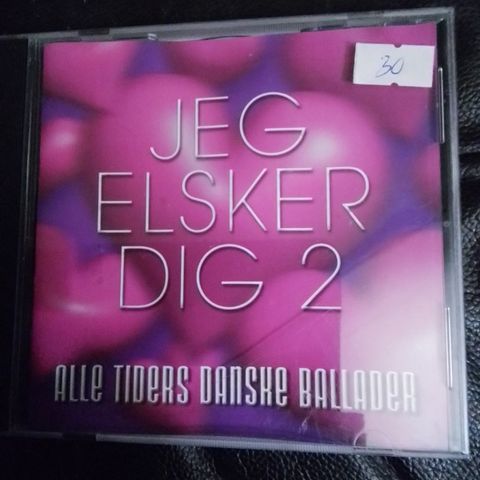 30
JEG
ELSKER
DIG 2
ALLE TIDERS DANSKE BALLADER